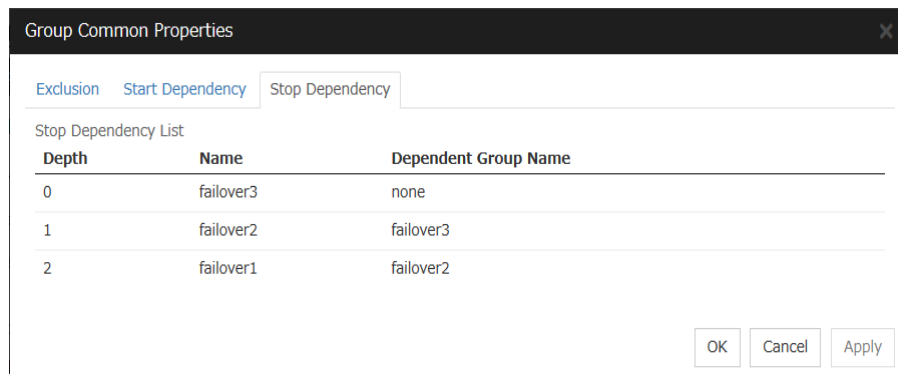 Group Common Properties
Exclusion Start Dependency Stop Dependency
Stop Dependency List
Depth Name Dependent Group Name
0 failover3 none
1 failover2 failover3
2 failover1 failover2
OK Cancel Apply